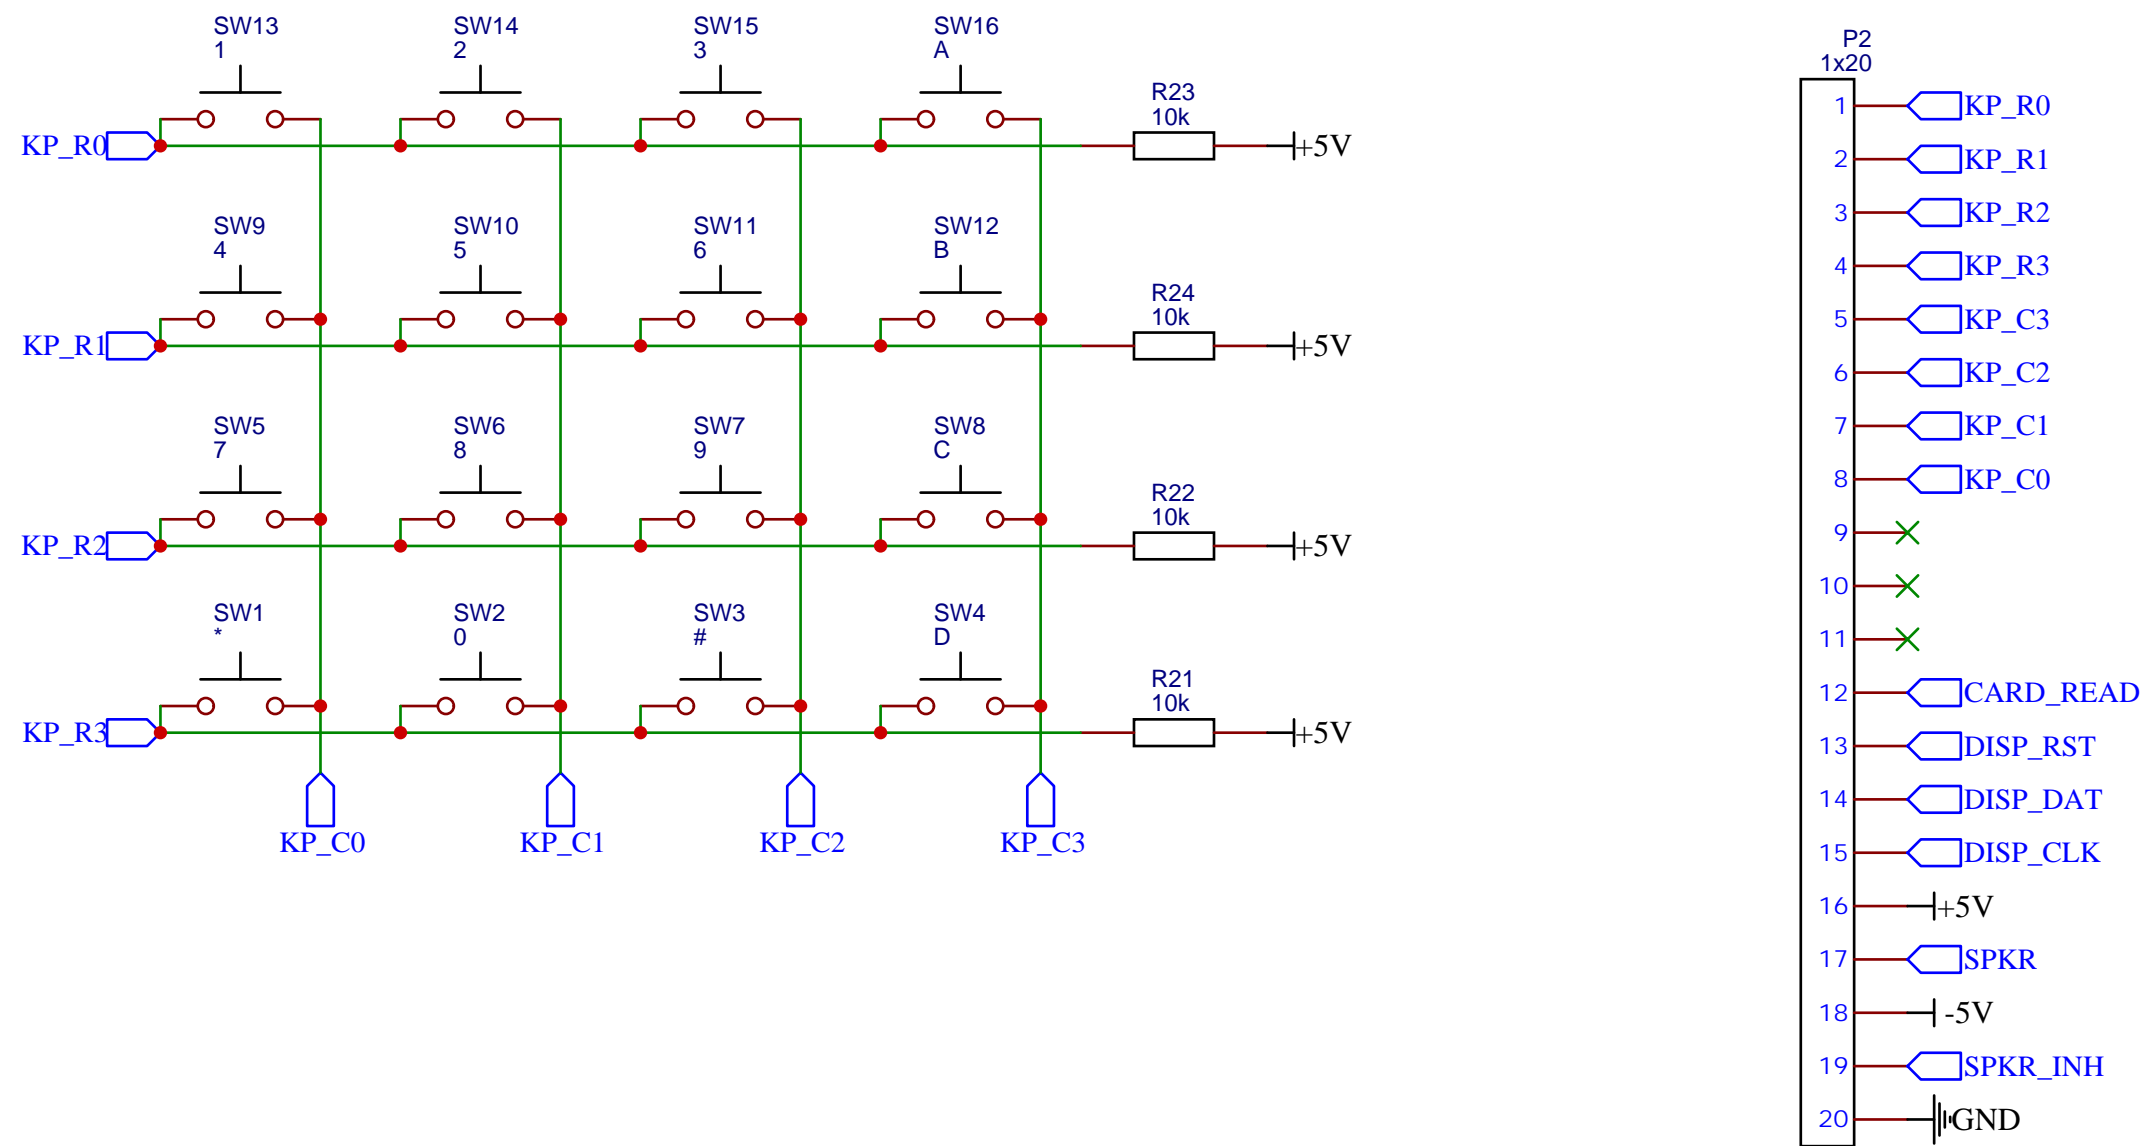 SW13
1
SW14
2
SW15
3
SW16
A
R23
10k
KP_R0
+5V
SW9
4
SW10
5
SW11
6
SW12
B
R24
10k
KP_R1
+5V
SW5
7
SW6
8
SW7
9
SW8
C
R22
10k
KP_R2
+5V
SW1
*
SW2
0
SW3
#
SW4
D
R21
10k
KP_R3
+5V
KP_C0
KP_C1
KP_C2
KP_C3
P2
1x20
1 KP_R0
2 KP_R1
3 KP_R2
4 KP_R3
5 KP_C3
6 KP_C2
7 KP_C1
8 KP_C0
9
10
11
12 CARD_READ
13 DISP_RST
14 DISP_DAT
15 DISP_CLK
16 +5V
17 SPKR
18 -5V
19 SPKR_INH
20 GND